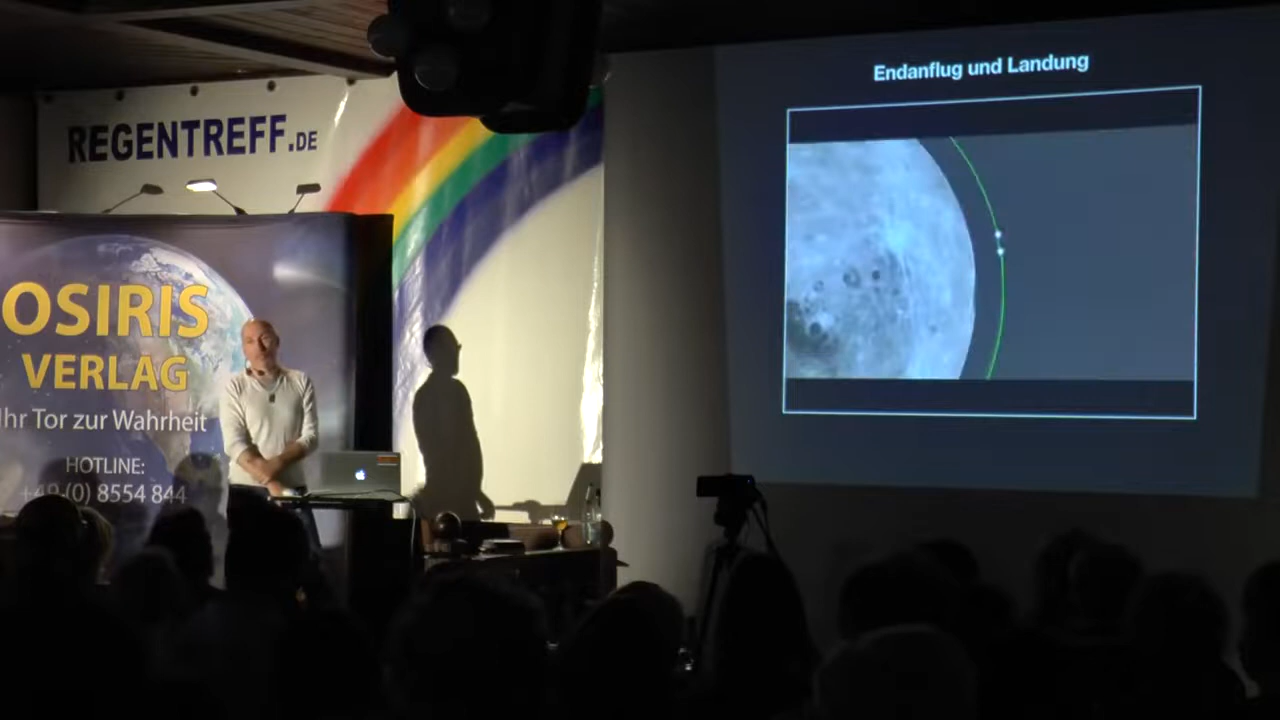 REGENTREFF.DE
OSIRIS
VERLAG
Ihr Tor zur Wahrheit
HOTLINE:
+49-(0) 8554 844
Endanflug und Landung